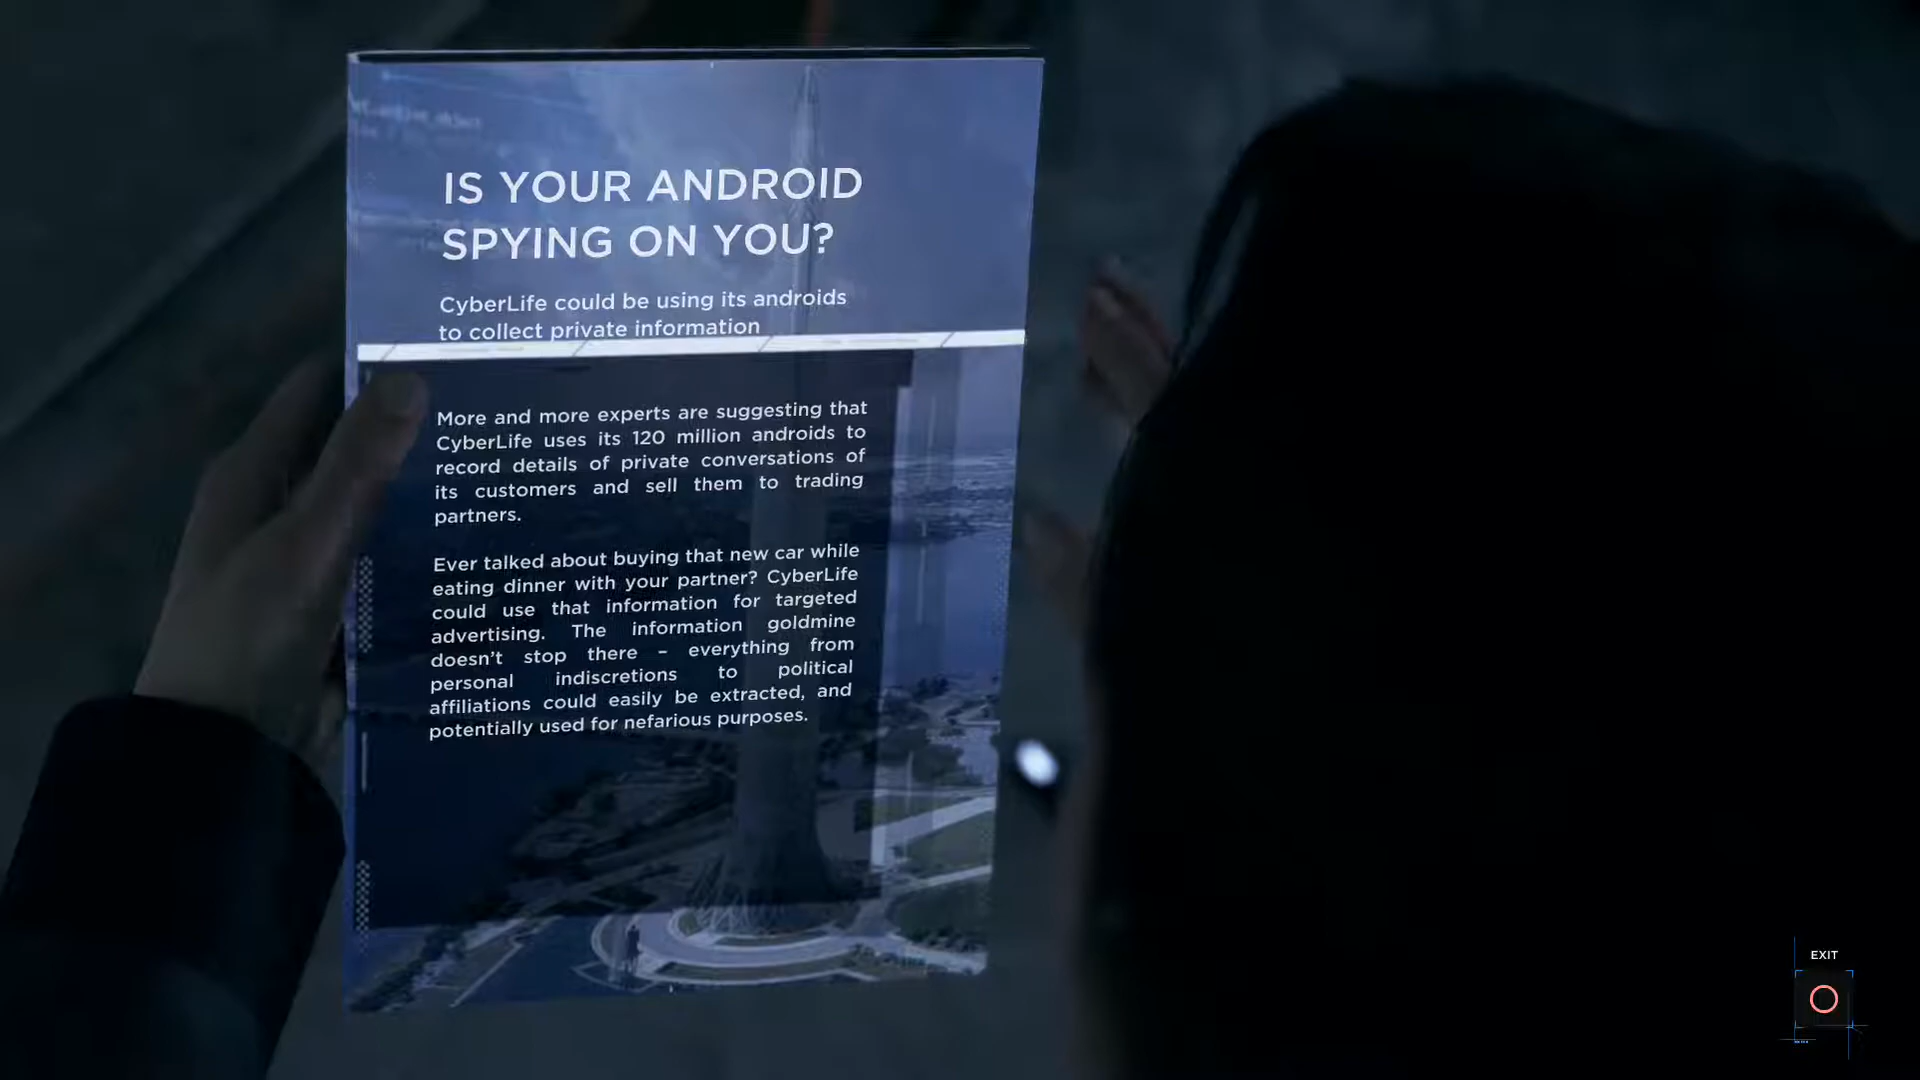 IS YOUR ANDROID
SPYING ON YOU?
CyberLife could be using its androids
to collect private information
More and more experts are suggesting that
CyberLife uses its 120 million androids to
record details of private conversations of
its customers and sell them to trading
partners.
Ever talked about buying that new car while
eating dinner with your partner? CyberLife
could use that information for targeted
advertising. The information goldmine
doesn't stop there – everything from
personal indiscretions to political
affiliations could easily be extracted, and
potentially used for nefarious purposes.
EXIT